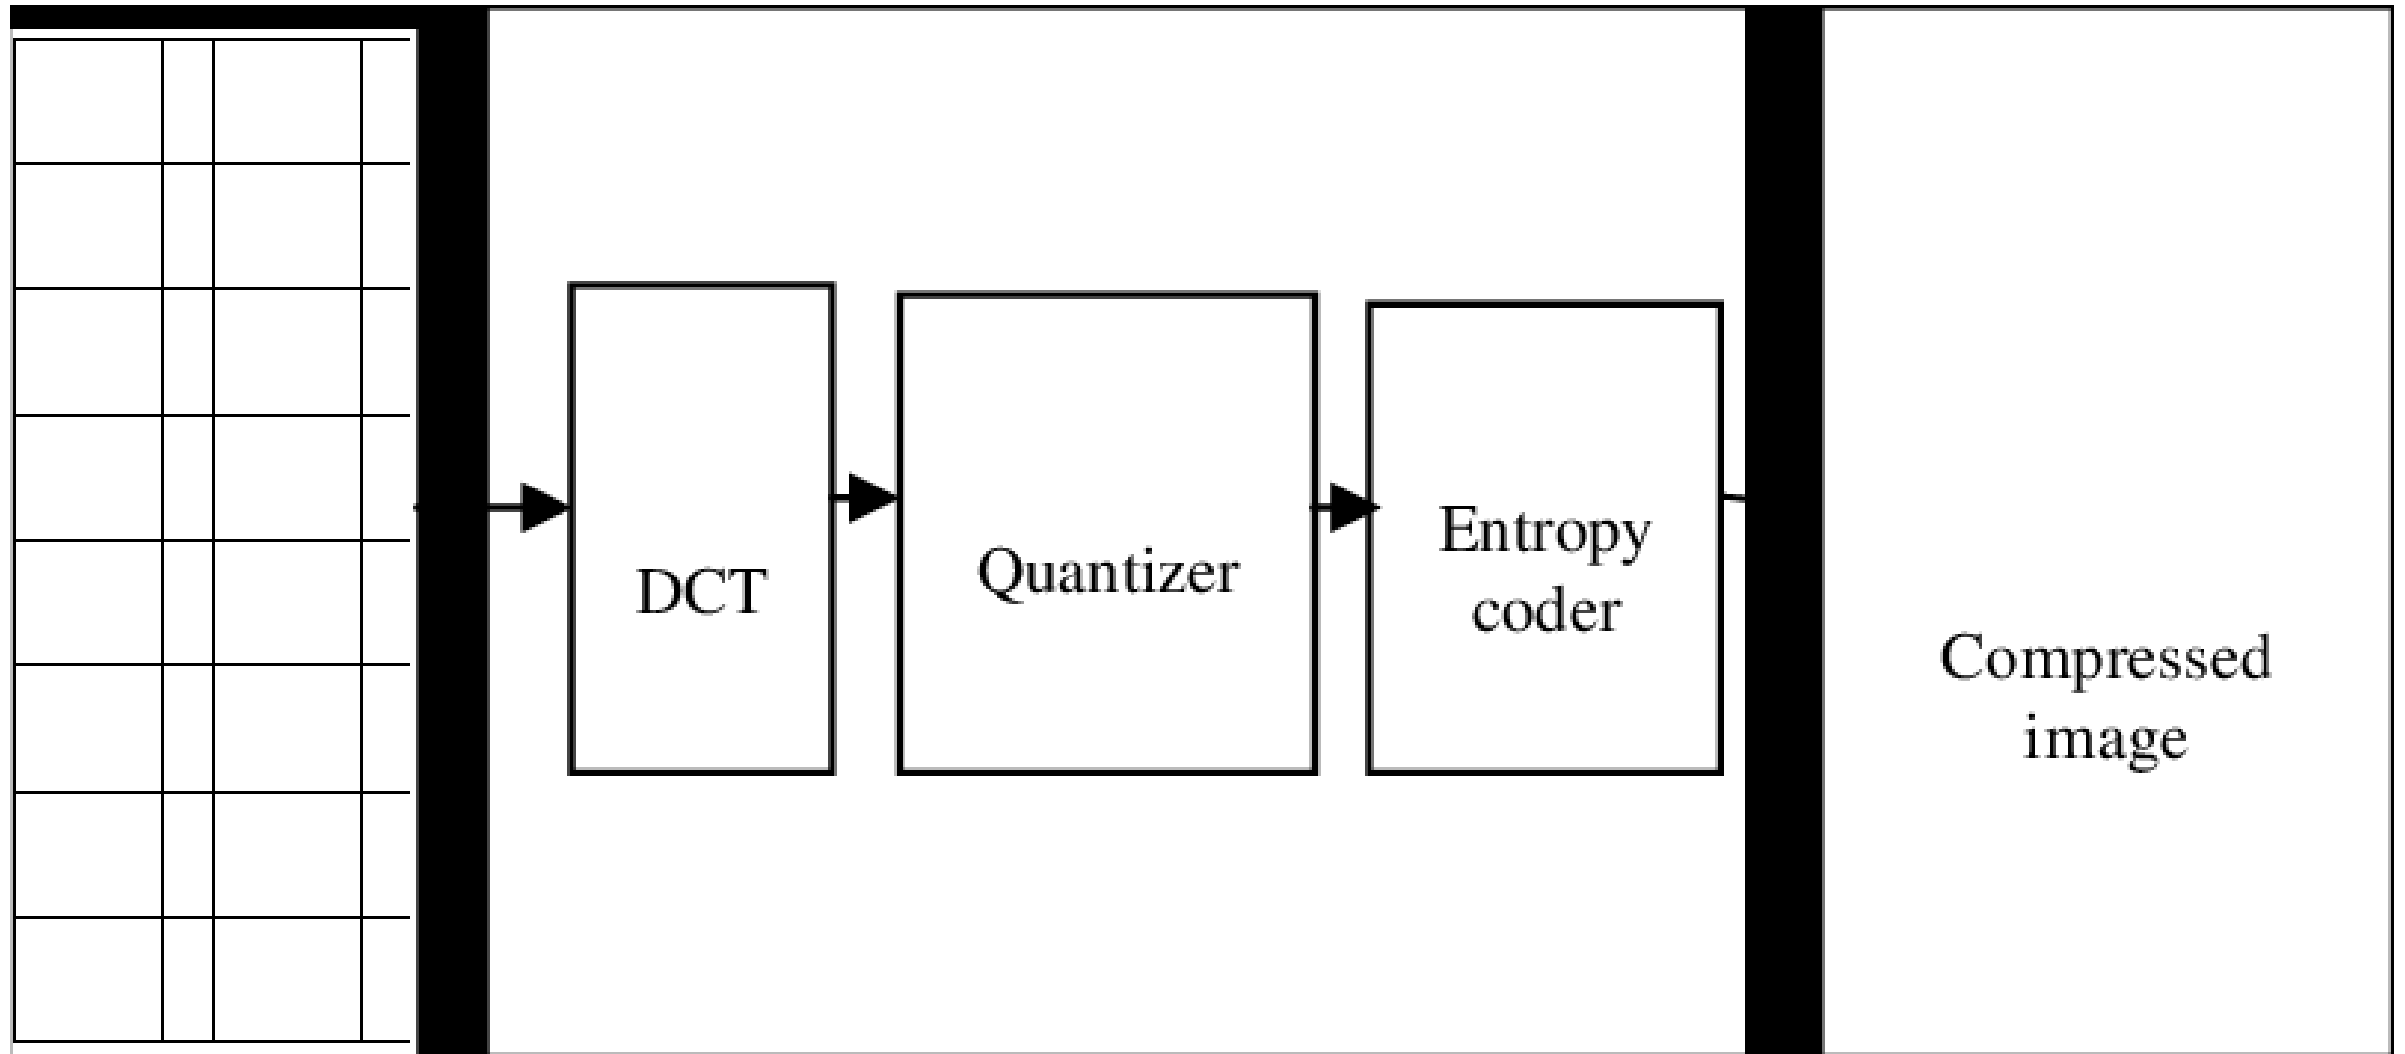 DCT
Quantizer
Entropy
coder
Compressed
image